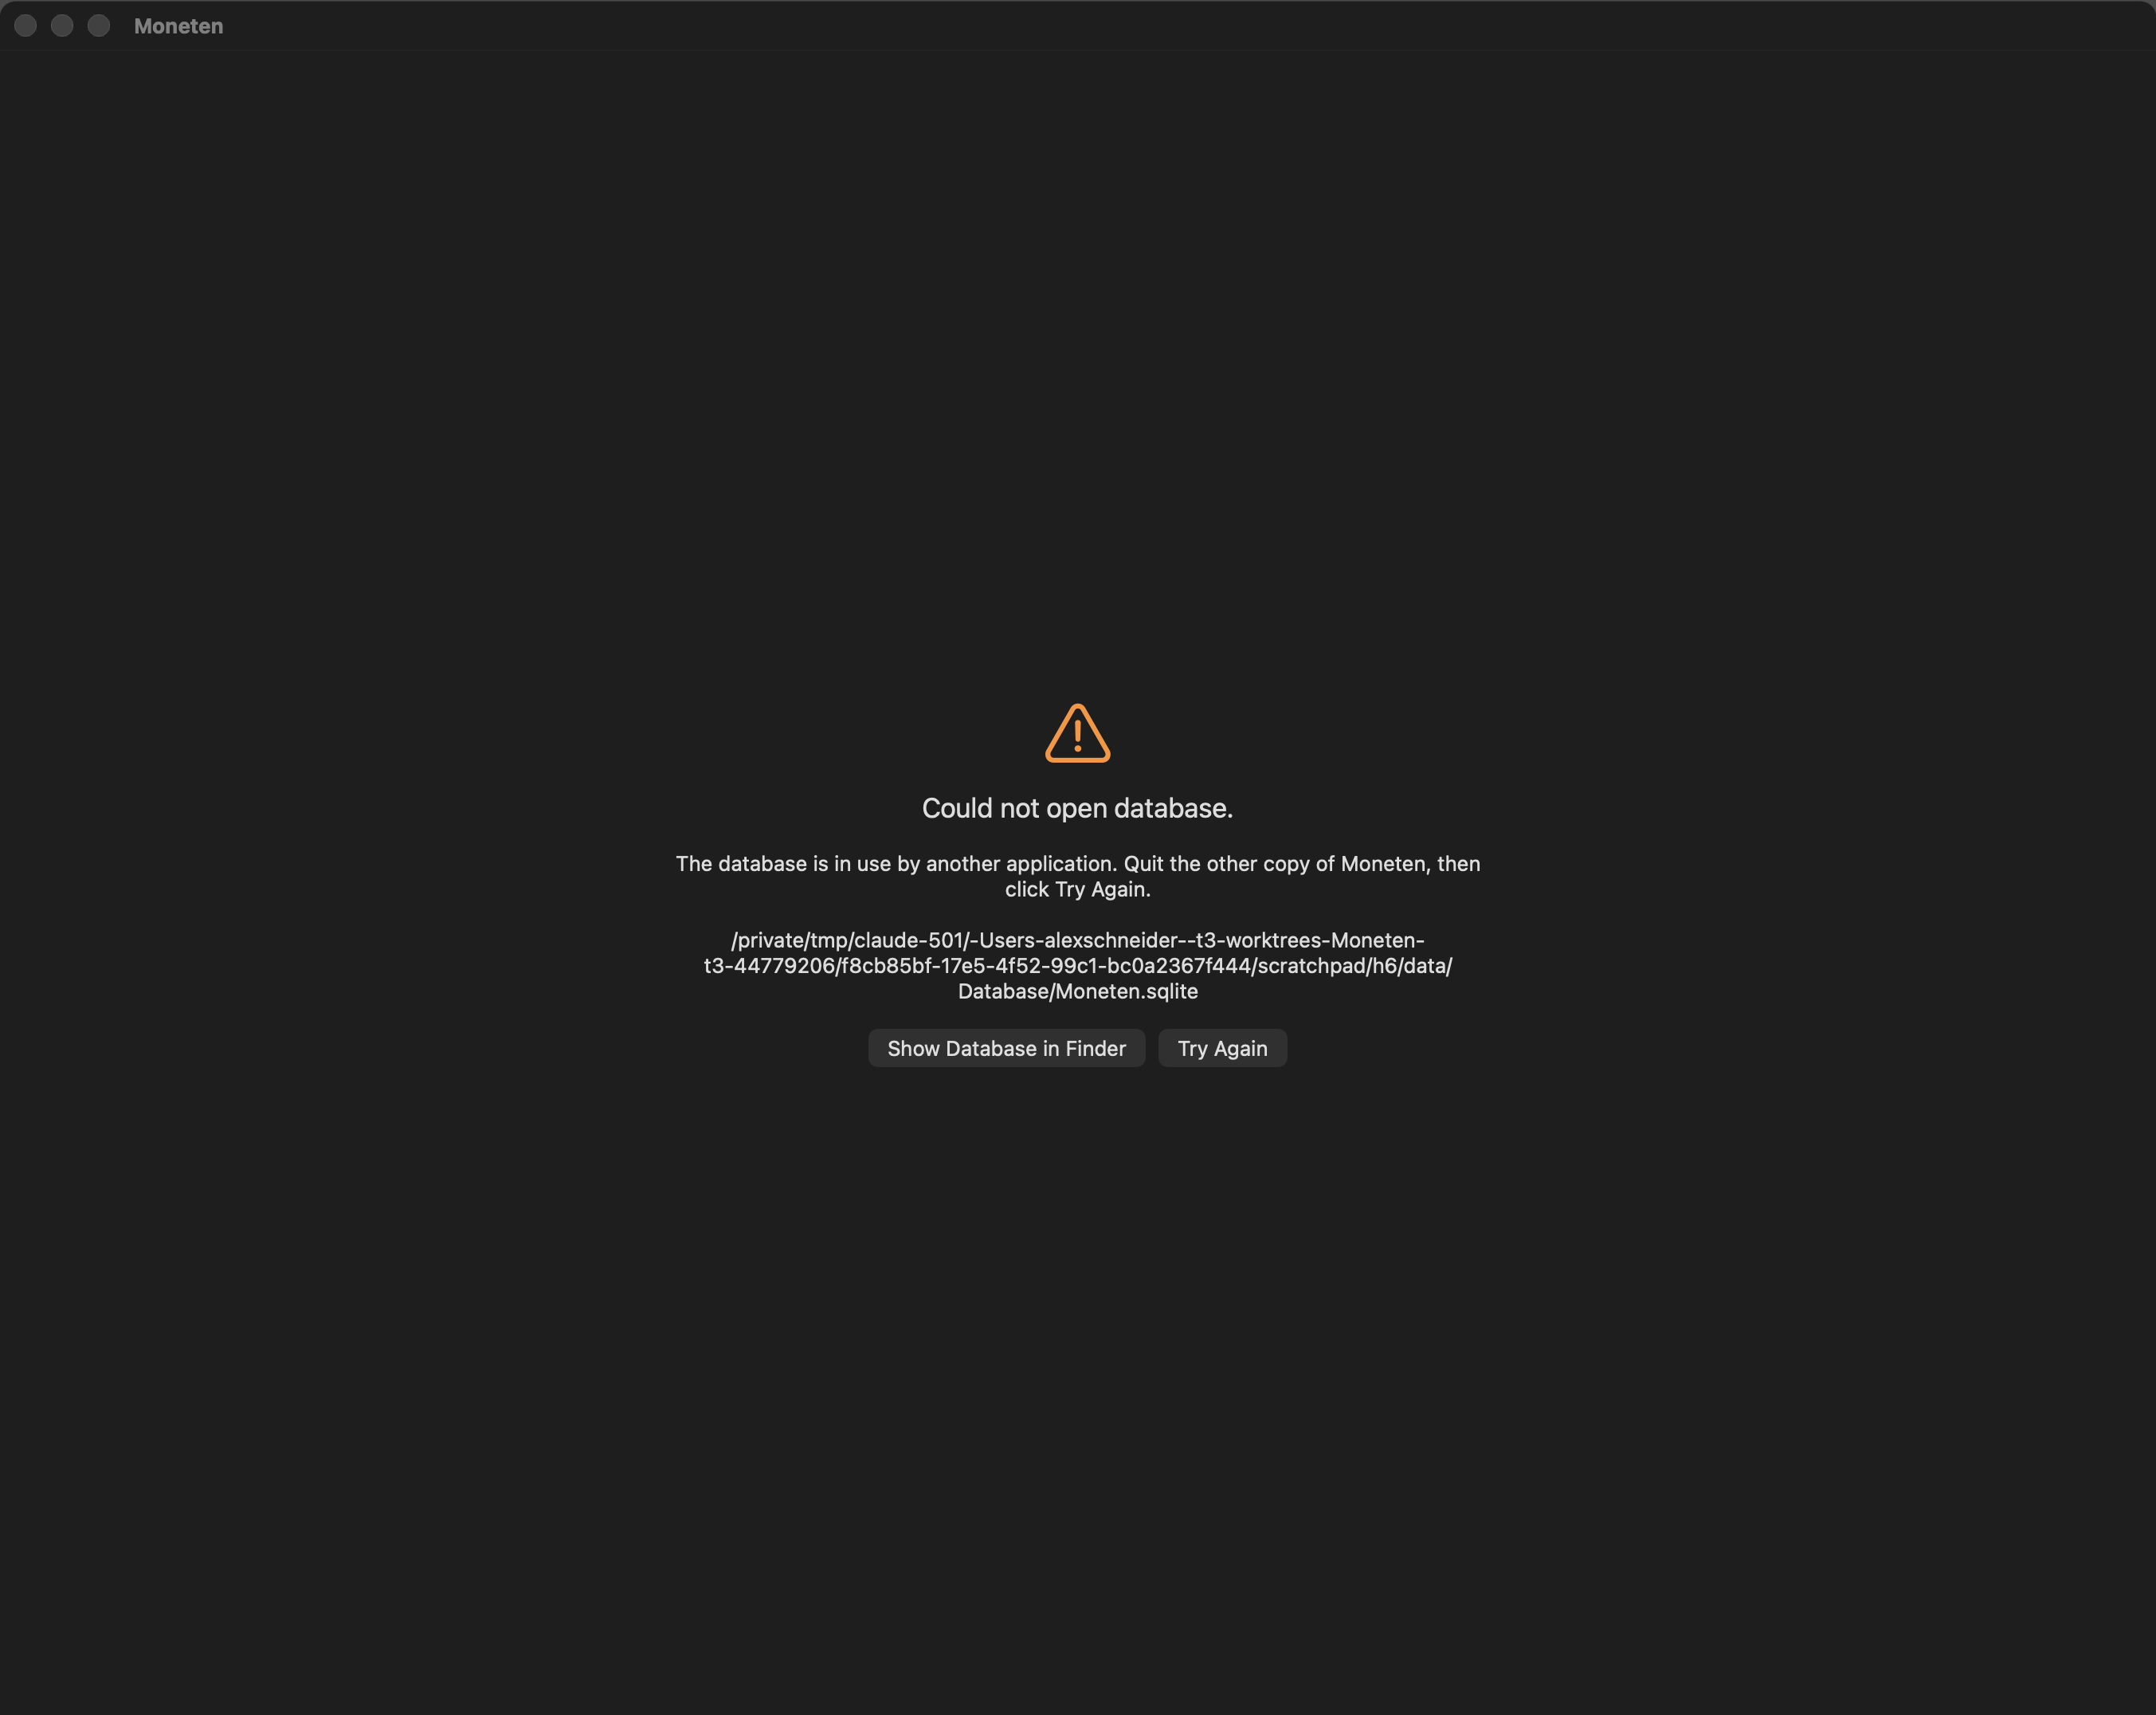 Moneten
Could not open database.
The database is in use by another application. Quit the other copy of Moneten, then
click Try Again.
/private/tmp/claude-501/-Users-alexschneider--t3-worktrees-Moneten-
t3-44779206/f8cb85bf-17e5-4f52-99c1-bc0a2367f444/scratchpad/h6/data/
Database/Moneten.sqlite
Show Database in Finder
Try Again